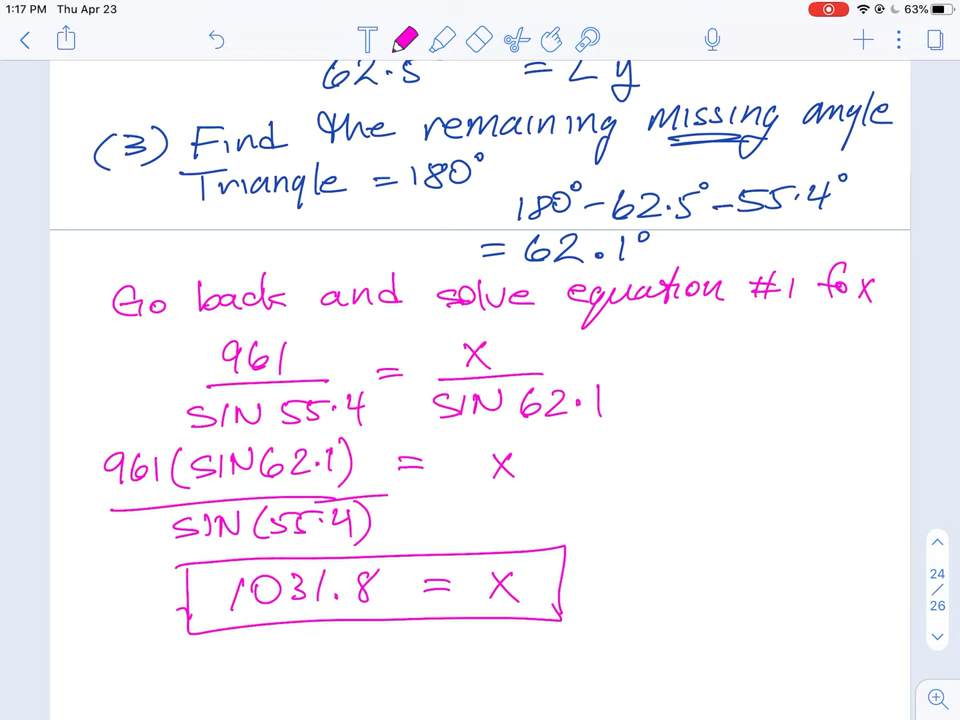 1:17 PM Thu Apr 23 63%
T
62.5 = ∠ y
(3) Find the remaining missing angle
Triangle = 180°
180° - 62.5° - 55.4°
= 62.1°
Go back and solve equation #1 fo x
961 / SIN 55.4 = X / SIN 62.1
961(SIN 62.1) / SIN(55.4) = X
1031.8 = X
24
/
26